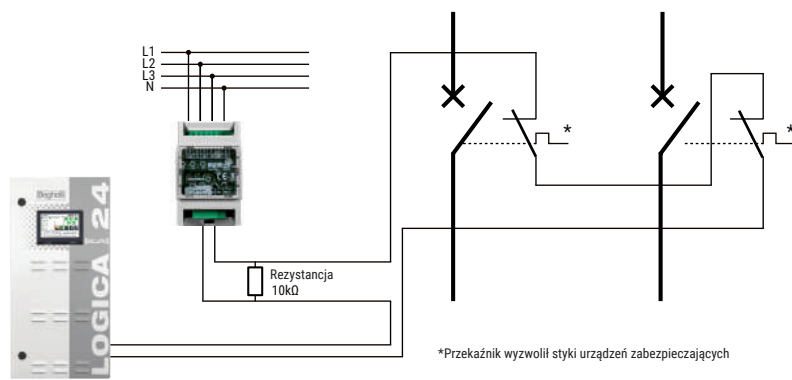 L1
L2
L3
N
*
*
Beghelli
LOGICA 24
Rezystancja
10kΩ
*Przekaźnik wyzwolił styki urządzeń zabezpieczających